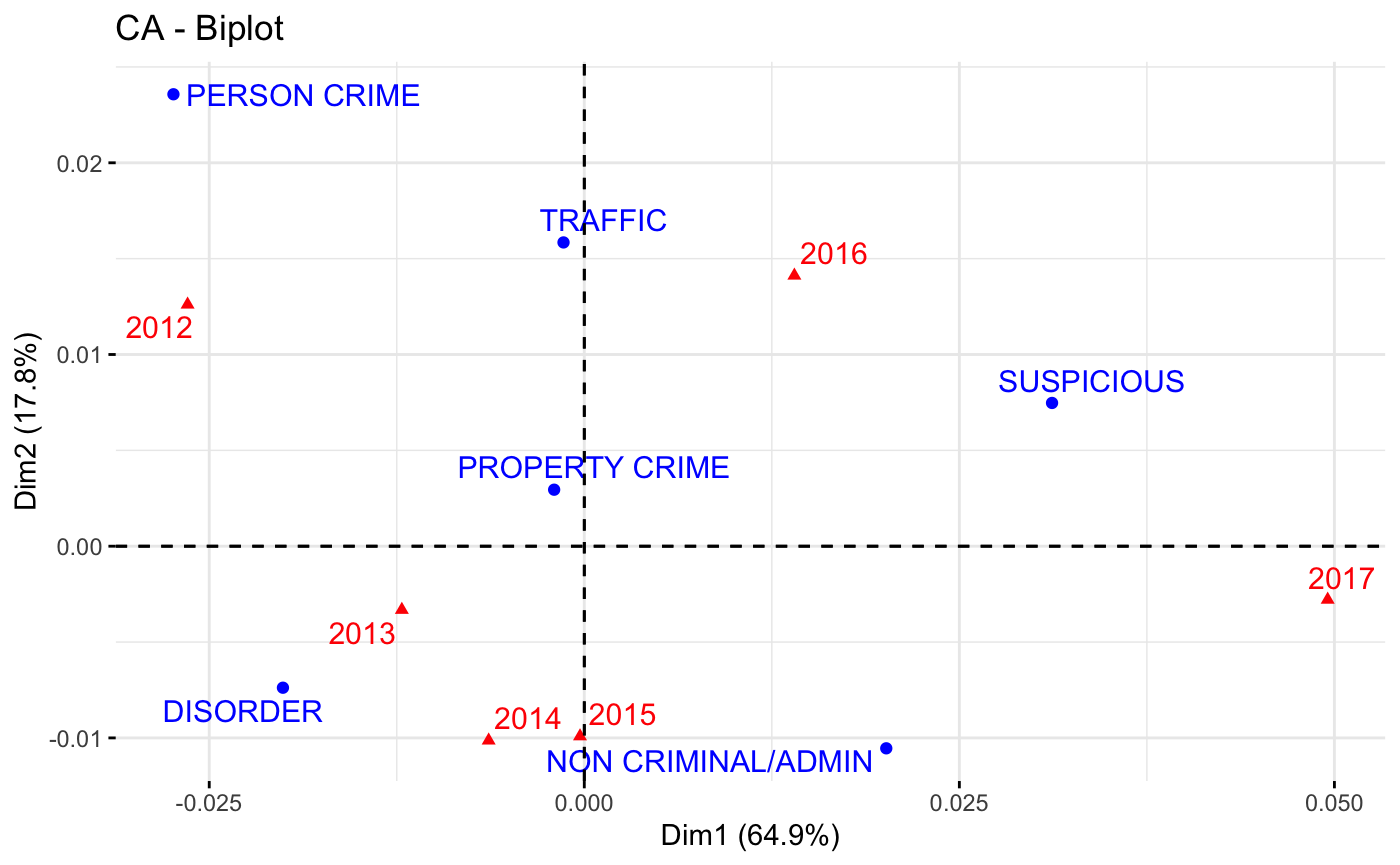 CA - Biplot
PERSON CRIME
0.02
TRAFFIC
2016
2012
0.01
SUSPICIOUS
PROPERTY CRIME
0.00
2017
2013
DISORDER
2014
2015
-0.01
NON CRIMINAL/ADMIN
-0.025
0.000
0.025
0.050
Dim1 (64.9%)
Dim2 (17.8%)